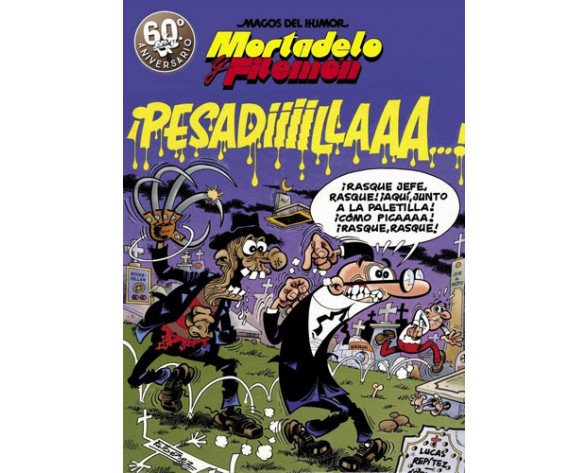 60º
ANIVERSARIO
MAGOS DEL HUMOR
Mortadelo
y Filemón
¡PESADIIIILLAAA...!
¡RASQUE JEFE,
RASQUE! ¡AQUÍ, JUNTO
A LA PALETILLA!
¡CÓMO PICAAAA!
¡RASQUE, RASQUE!
LUCAS
REPÍTEZ